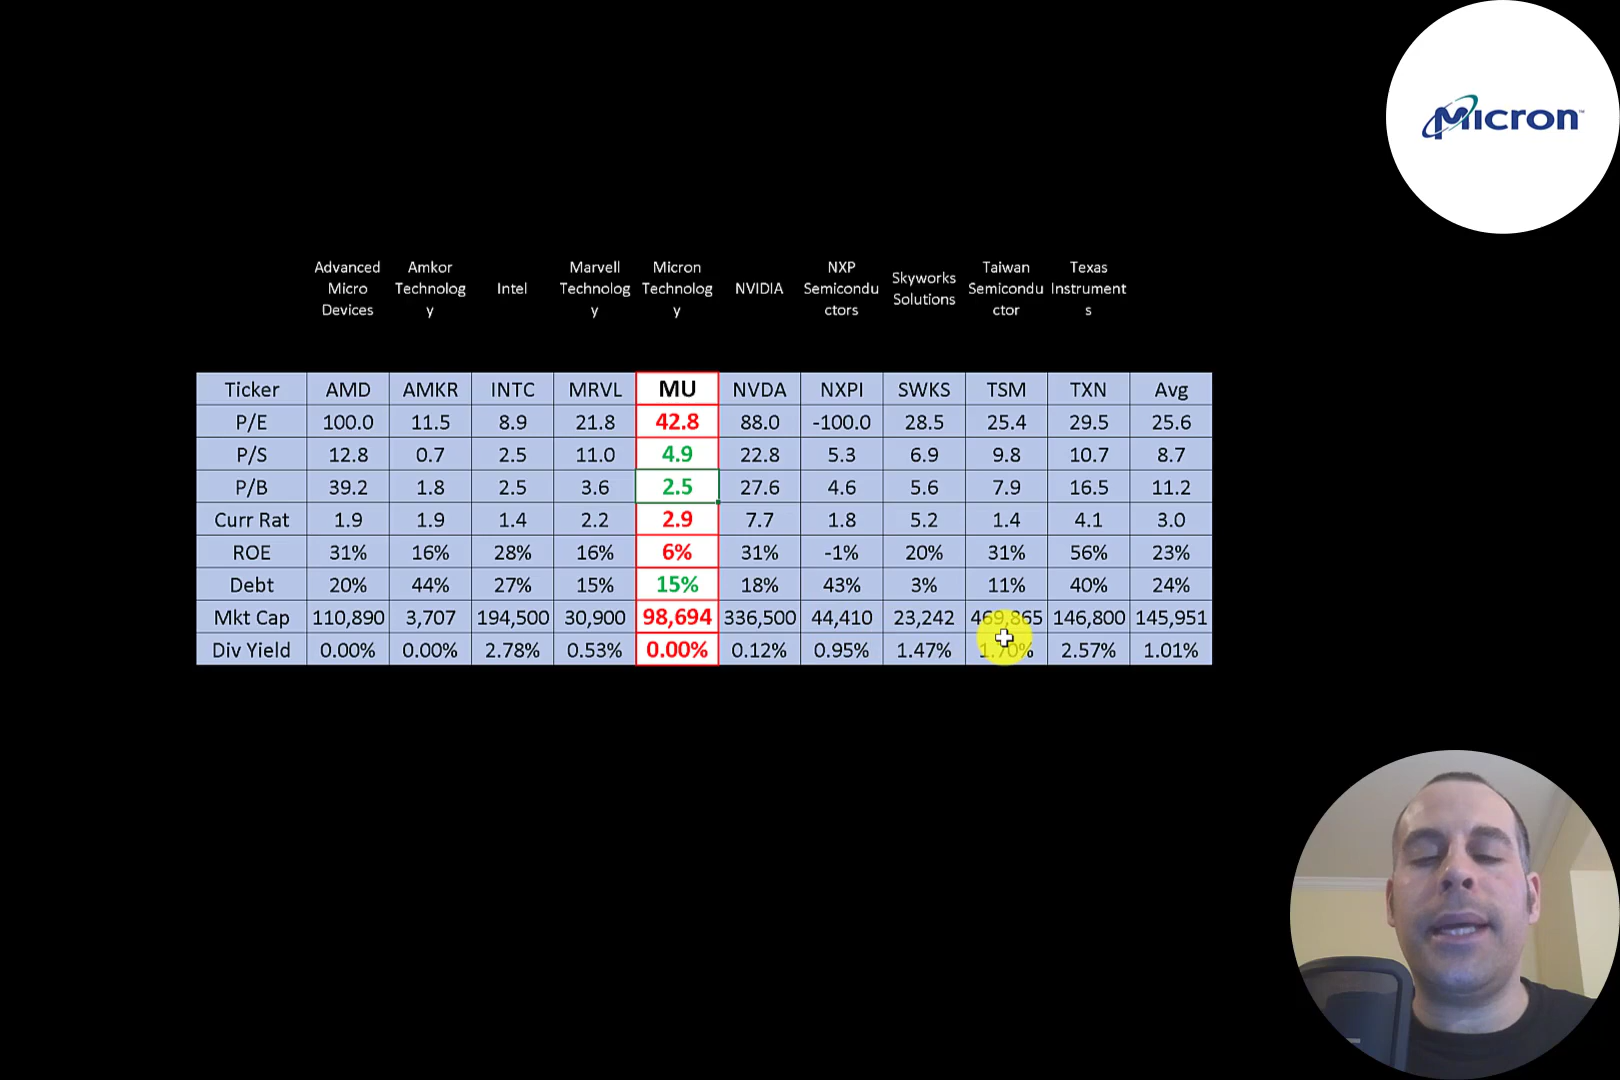 Micron
Advanced Micro Devices
Amkor Technology
Intel
Marvell Technology
Micron Technology
NVIDIA
NXP Semiconductors
Skyworks Solutions
Taiwan Semiconductor
Texas Instruments
Ticker AMD AMKR INTC MRVL MU NVDA NXPI SWKS TSM TXN Avg
P/E 100.0 11.5 8.9 21.8 42.8 88.0 -100.0 28.5 25.4 29.5 25.6
P/S 12.8 0.7 2.5 11.0 4.9 22.8 5.3 6.9 9.8 10.7 8.7
P/B 39.2 1.8 2.5 3.6 2.5 27.6 4.6 5.6 7.9 16.5 11.2
Curr Rat 1.9 1.9 1.4 2.2 2.9 7.7 1.8 5.2 1.4 4.1 3.0
ROE 31% 16% 28% 16% 6% 31% -1% 20% 31% 56% 23%
Debt 20% 44% 27% 15% 15% 18% 43% 3% 11% 40% 24%
Mkt Cap 110,890 3,707 194,500 30,900 98,694 336,500 44,410 23,242 469,865 146,800 145,951
Div Yield 0.00% 0.00% 2.78% 0.53% 0.00% 0.12% 0.95% 1.47% 1.70% 2.57% 1.01%